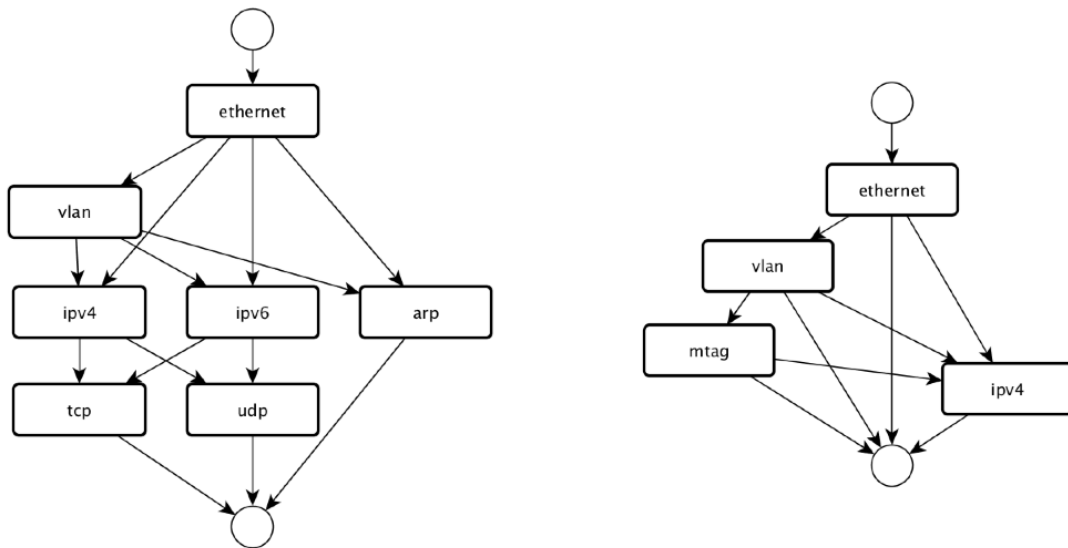 ethernet
vlan
ipv4
ipv6
arp
tcp
udp
ethernet
vlan
mtag
ipv4